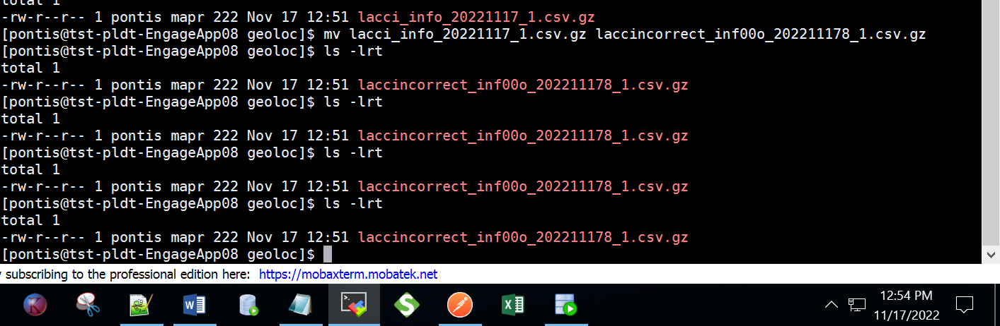 total 1
-rw-r--r-- 1 pontis mapr 222 Nov 17 12:51 lacci_info_20221117_1.csv.gz
[pontis@tst-pldt-EngageApp08 geoloc]$ mv lacci_info_20221117_1.csv.gz laccincorrect_inf00o_202211178_1.csv.gz
[pontis@tst-pldt-EngageApp08 geoloc]$ ls -lrt
total 1
-rw-r--r-- 1 pontis mapr 222 Nov 17 12:51 laccincorrect_inf00o_202211178_1.csv.gz
[pontis@tst-pldt-EngageApp08 geoloc]$ ls -lrt
total 1
-rw-r--r-- 1 pontis mapr 222 Nov 17 12:51 laccincorrect_inf00o_202211178_1.csv.gz
[pontis@tst-pldt-EngageApp08 geoloc]$ ls -lrt
total 1
-rw-r--r-- 1 pontis mapr 222 Nov 17 12:51 laccincorrect_inf00o_202211178_1.csv.gz
[pontis@tst-pldt-EngageApp08 geoloc]$ ls -lrt
total 1
-rw-r--r-- 1 pontis mapr 222 Nov 17 12:51 laccincorrect_inf00o_202211178_1.csv.gz
[pontis@tst-pldt-EngageApp08 geoloc]$
subscribing to the professional edition here: https://mobaxterm.mobatek.net
12:54 PM
11/17/2022